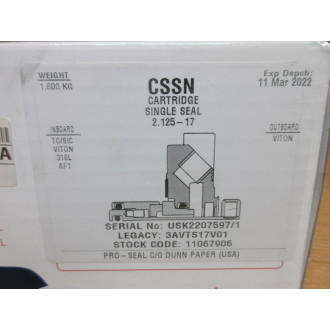 WEIGHT
1.600 KG
CSSN
CARTRIDGE
SINGLE SEAL
2.125-17
Exp Dspch:
11 Mar 2022
INBOARD
TC/SIC
VITON
316L
AF1
OUTBOARD
VITON
A
SERIAL No: USK2207597/1
LEGACY: 3AVTS17V01
STOCK CODE: 11067906
PRO-SEAL C/O DUNN PAPER (USA)